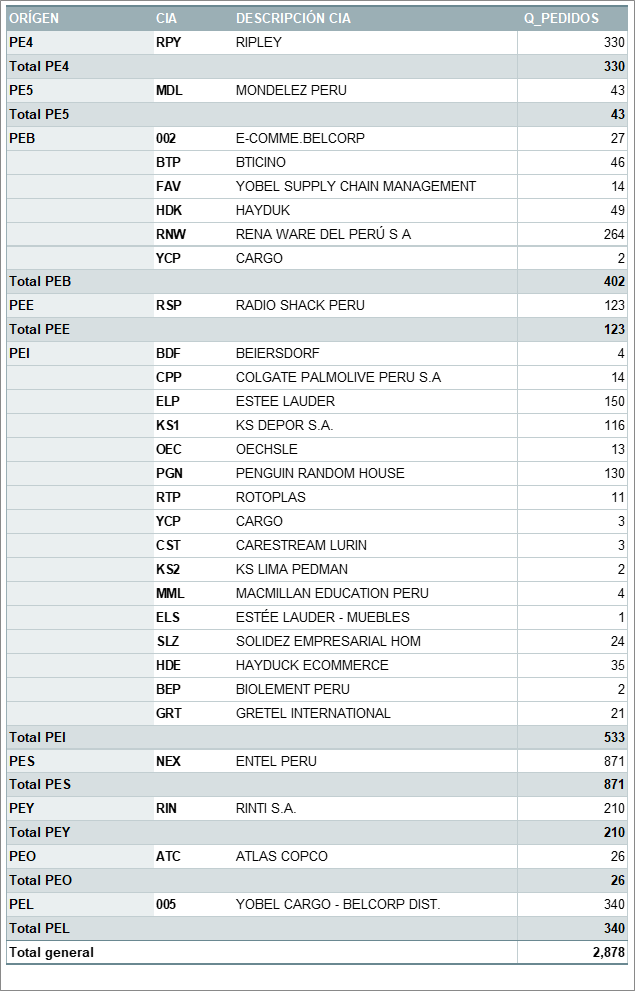 ORÍGEN CIA DESCRIPCIÓN CIA Q_PEDIDOS
PE4 RPY RIPLEY 330
Total PE4 330
PE5 MDL MONDELEZ PERU 43
Total PE5 43
PEB 002 E-COMME.BELCORP 27
BTP BTICINO 46
FAV YOBEL SUPPLY CHAIN MANAGEMENT 14
HDK HAYDUK 49
RNW RENA WARE DEL PERÚ S A 264
YCP CARGO 2
Total PEB 402
PEE RSP RADIO SHACK PERU 123
Total PEE 123
PEI BDF BEIERSDORF 4
CPP COLGATE PALMOLIVE PERU S.A 14
ELP ESTEE LAUDER 150
KS1 KS DEPOR S.A. 116
OEC OECHSLE 13
PGN PENGUIN RANDOM HOUSE 130
RTP ROTOPLAS 11
YCP CARGO 3
CST CARESTREAM LURIN 3
KS2 KS LIMA PEDMAN 2
MML MACMILLAN EDUCATION PERU 4
ELS ESTÉE LAUDER - MUEBLES 1
SLZ SOLIDEZ EMPRESARIAL HOM 24
HDE HAYDUCK ECOMMERCE 35
BEP BIOLEMENT PERU 2
GRT GRETEL INTERNATIONAL 21
Total PEI 533
PES NEX ENTEL PERU 871
Total PES 871
PEY RIN RINTI S.A. 210
Total PEY 210
PEO ATC ATLAS COPCO 26
Total PEO 26
PEL 005 YOBEL CARGO - BELCORP DIST. 340
Total PEL 340
Total general 2,878